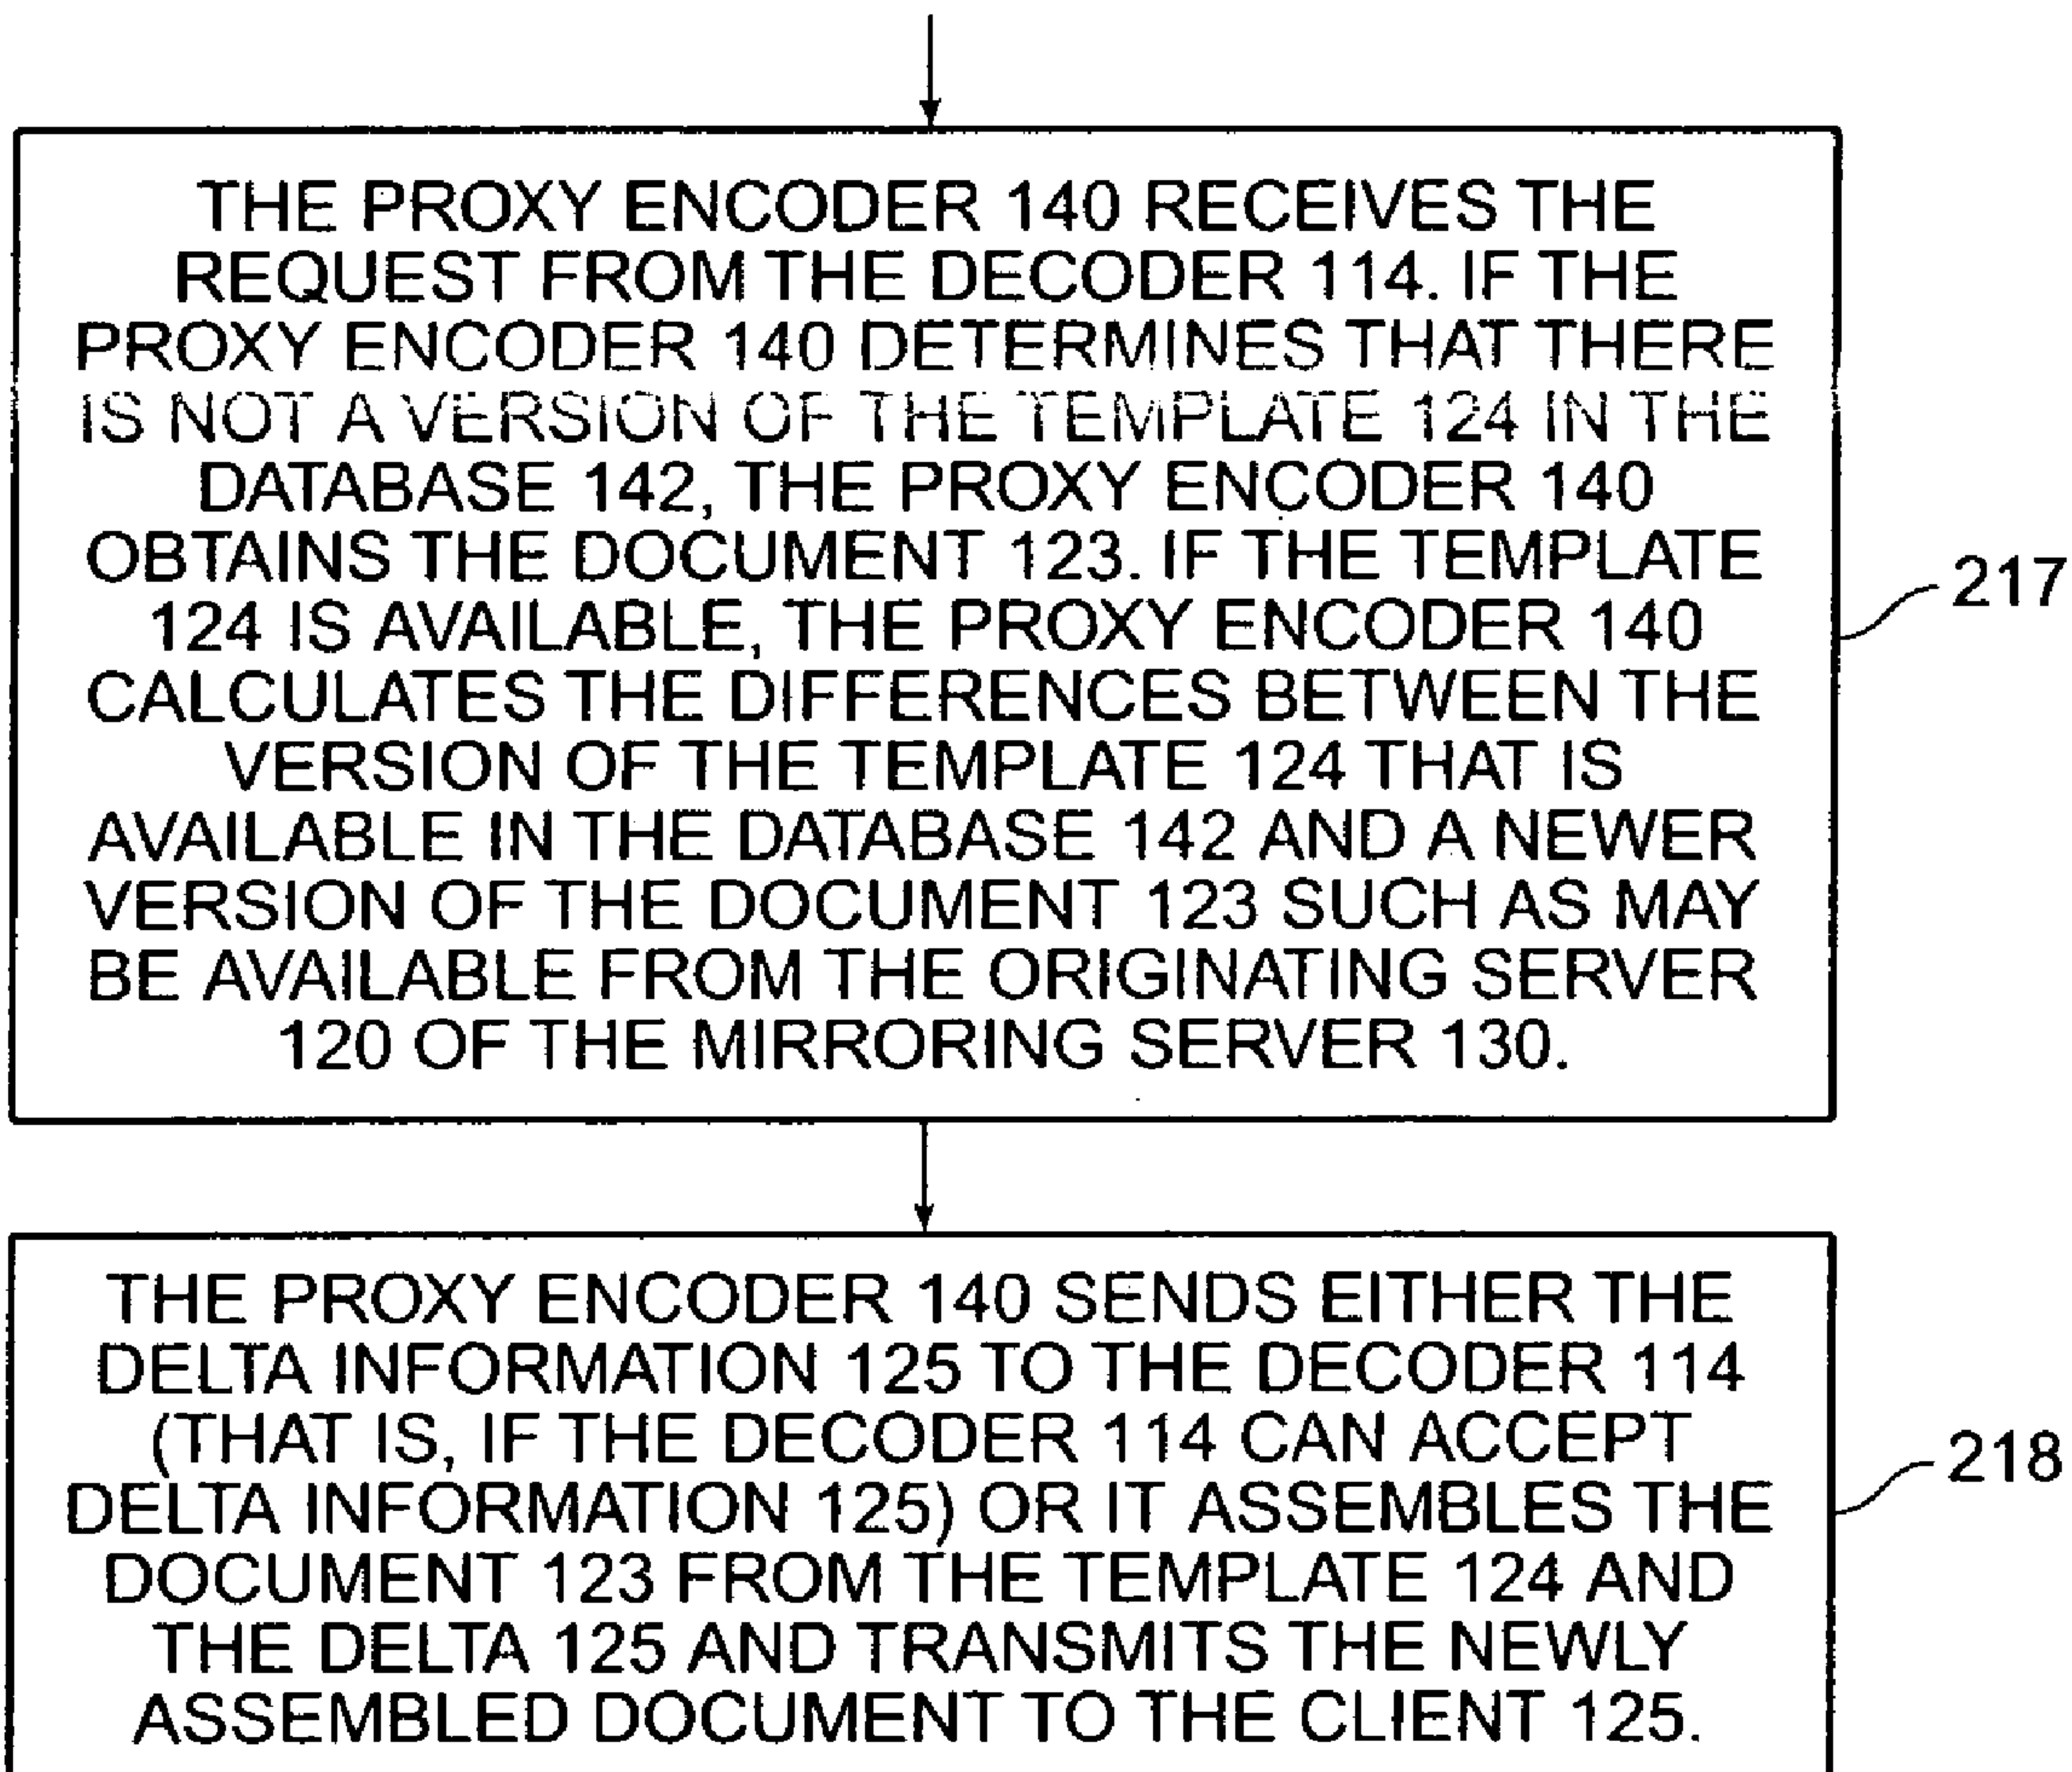 THE PROXY ENCODER 140 RECEIVES THE
REQUEST FROM THE DECODER 114. IF THE
PROXY ENCODER 140 DETERMINES THAT THERE
IS NOT A VERSION OF THE TEMPLATE 124 IN THE
DATABASE 142, THE PROXY ENCODER 140
OBTAINS THE DOCUMENT 123. IF THE TEMPLATE
124 IS AVAILABLE, THE PROXY ENCODER 140
CALCULATES THE DIFFERENCES BETWEEN THE
VERSION OF THE TEMPLATE 124 THAT IS
AVAILABLE IN THE DATABASE 142 AND A NEWER
VERSION OF THE DOCUMENT 123 SUCH AS MAY
BE AVAILABLE FROM THE ORIGINATING SERVER
120 OF THE MIRRORING SERVER 130.
217
THE PROXY ENCODER 140 SENDS EITHER THE
DELTA INFORMATION 125 TO THE DECODER 114
(THAT IS, IF THE DECODER 114 CAN ACCEPT
DELTA INFORMATION 125) OR IT ASSEMBLES THE
DOCUMENT 123 FROM THE TEMPLATE 124 AND
THE DELTA 125 AND TRANSMITS THE NEWLY
ASSEMBLED DOCUMENT TO THE CLIENT 125.
218